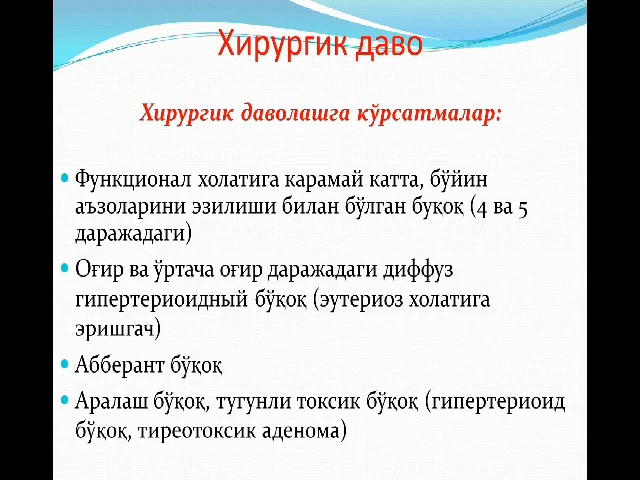 Хирургик даво
Хирургик даволашга кўрсатмалар:
• Функционал холатига карамай катта, бўйин
аъзоларини эзилиши билан бўлган буқоқ (4 ва 5
даражадаги)
• Оғир ва ўртача оғир даражадаги диффуз
гипертериоидный бўқоқ (эутериоз холатига
эришгач)
• Абберант бўқоқ
• Аралаш бўқоқ, тугунли токсик бўқоқ (гипертериоид
бўқоқ, тиреотоксик аденома)